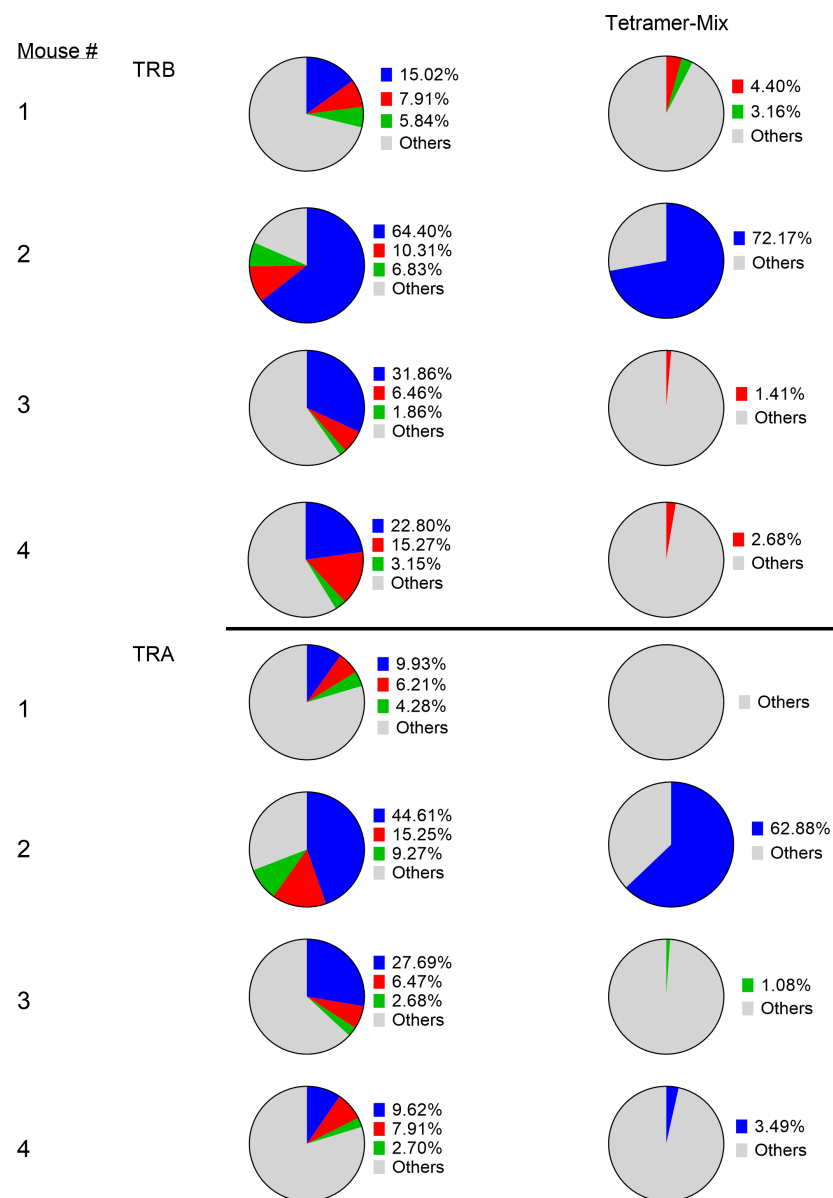 Tetramer-Mix
Mouse #
TRB
1
15.02%
7.91%
5.84%
Others
4.40%
3.16%
Others
2
64.40%
10.31%
6.83%
Others
72.17%
Others
3
31.86%
6.46%
1.86%
Others
1.41%
Others
4
22.80%
15.27%
3.15%
Others
2.68%
Others
TRA
1
9.93%
6.21%
4.28%
Others
Others
2
44.61%
15.25%
9.27%
Others
62.88%
Others
3
27.69%
6.47%
2.68%
Others
1.08%
Others
4
9.62%
7.91%
2.70%
Others
3.49%
Others